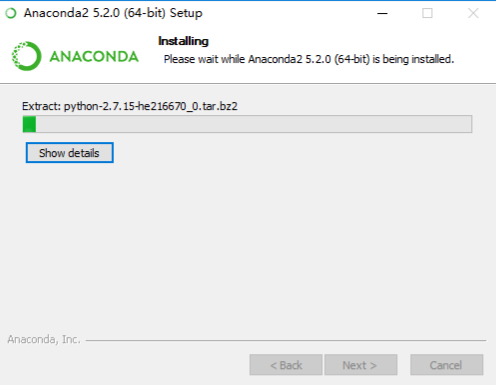 Anaconda2 5.2.0 (64-bit) Setup
ANACONDA
Installing
Please wait while Anaconda2 5.2.0 (64-bit) is being installed.
Extract: python-2.7.15-he216670_0.tar.bz2
Show details
Anaconda, Inc.
< Back
Next >
Cancel